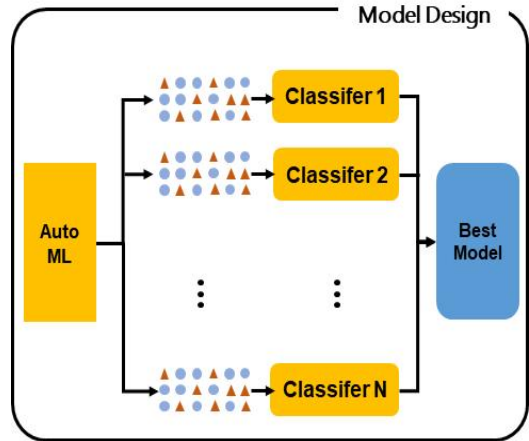 Model Design
Classifer 1
Classifer 2
Auto
ML
Best
Model
Classifer N